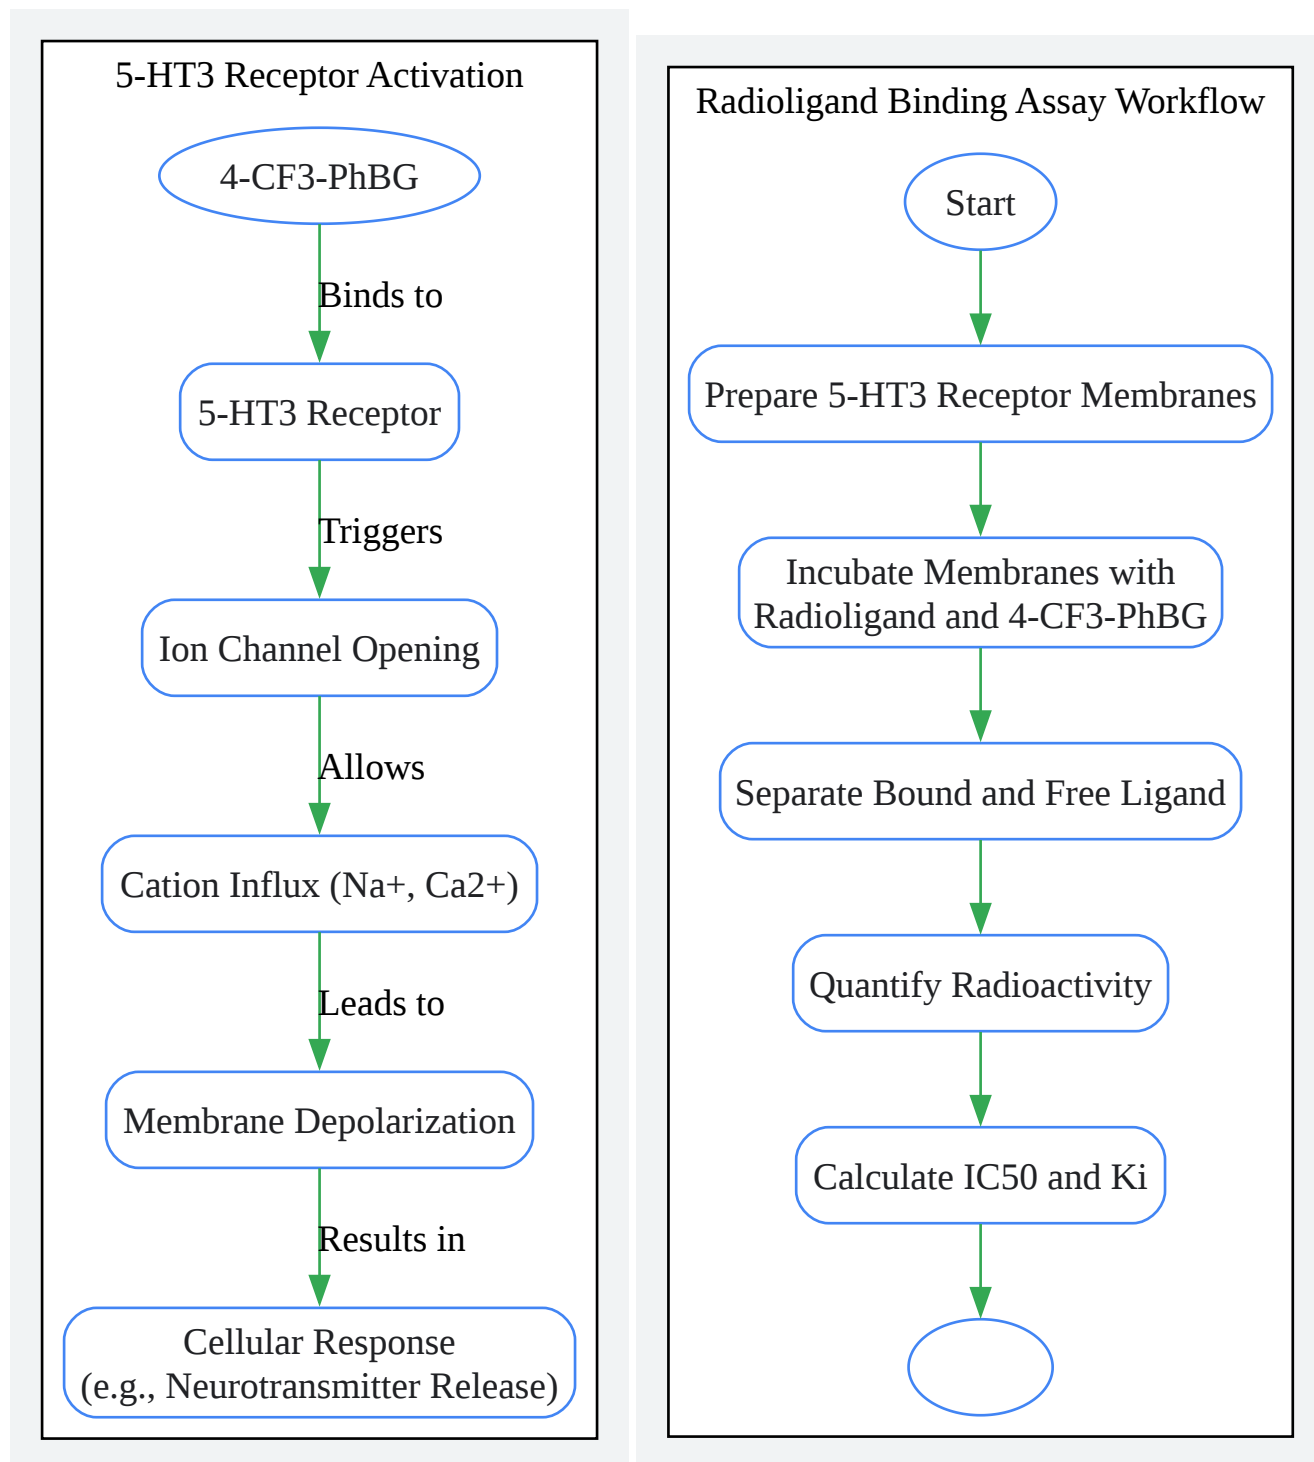 5-HT3 Receptor Activation
4-CF3-PhBG
Binds to
5-HT3 Receptor
Triggers
Ion Channel Opening
Allows
Cation Influx (Na+, Ca2+)
Leads to
Membrane Depolarization
Results in
Cellular Response
(e.g., Neurotransmitter Release)
Radioligand Binding Assay Workflow
Start
Prepare 5-HT3 Receptor Membranes
Incubate Membranes with
Radioligand and 4-CF3-PhBG
Separate Bound and Free Ligand
Quantify Radioactivity
Calculate IC50 and Ki